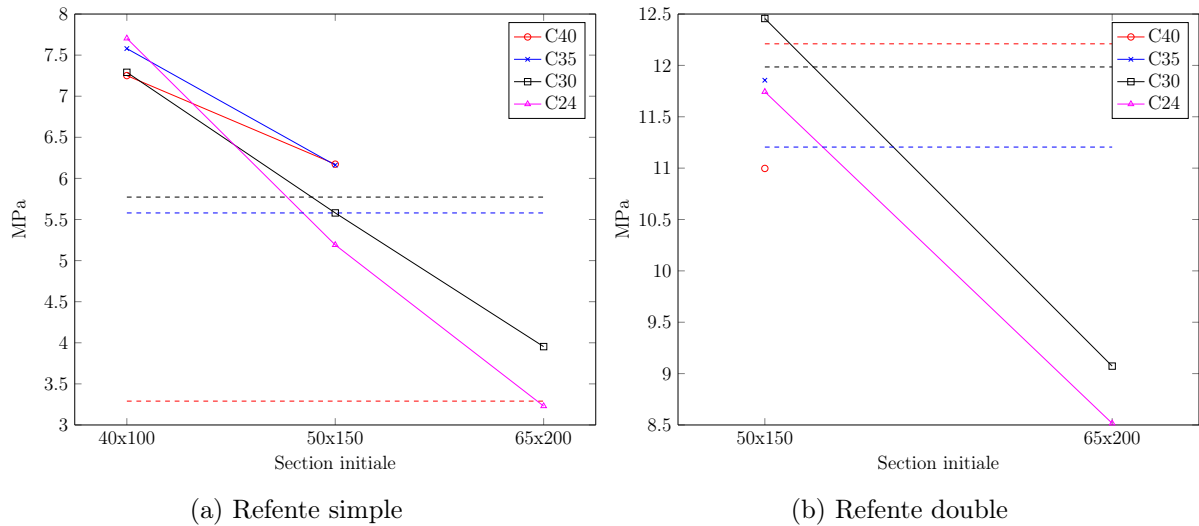 8
7.5
7
6.5
6
5.5
5
4.5
4
3.5
3
MPa
40x100
50x150
65x200
Section initiale
C40
C35
C30
C24
(a) Refente simple
12.5
12
11.5
11
10.5
10
9.5
9
8.5
MPa
50x150
65x200
Section initiale
C40
C35
C30
C24
(b) Refente double